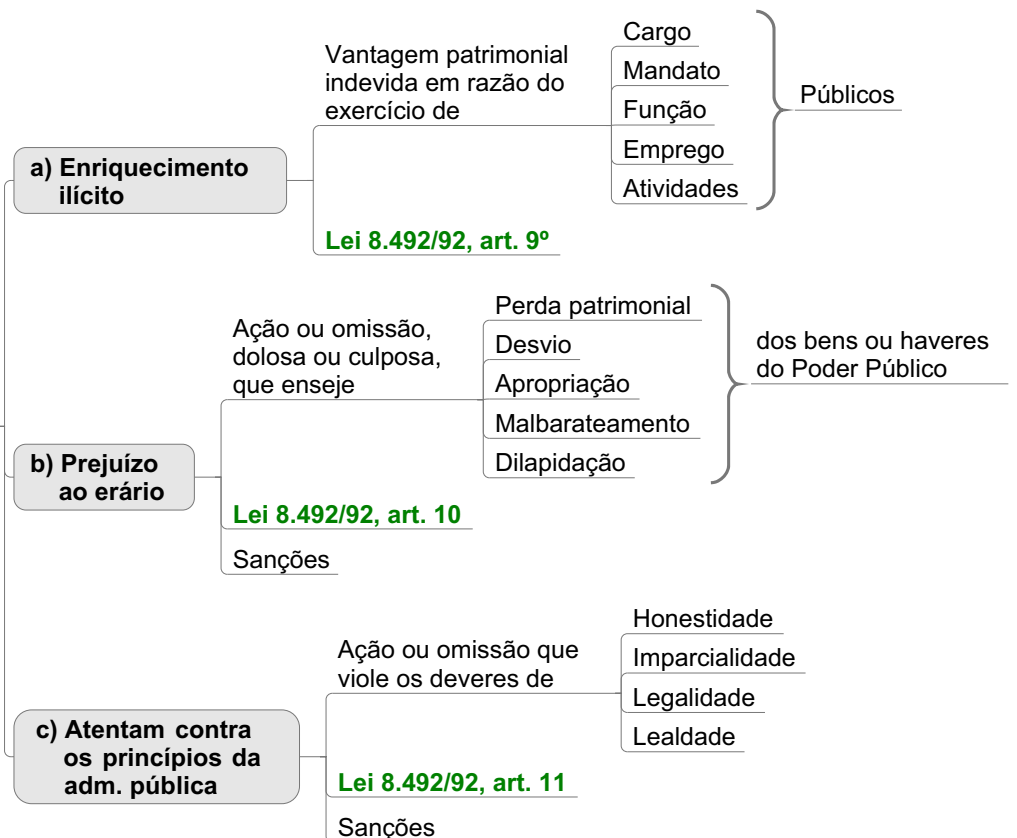 a) Enriquecimento
ilícito
Vantagem patrimonial
indevida em razão do
exercício de
Cargo
Mandato
Função
Emprego
Atividades
Públicos
Lei 8.492/92, art. 9º
b) Prejuízo
ao erário
Ação ou omissão,
dolosa ou culposa,
que enseje
Perda patrimonial
Desvio
Apropriação
Malbarateamento
Dilapidação
dos bens ou haveres
do Poder Público
Lei 8.492/92, art. 10
Sanções
c) Atentam contra
os princípios da
adm. pública
Ação ou omissão que
viole os deveres de
Honestidade
Imparcialidade
Legalidade
Lealdade
Lei 8.492/92, art. 11
Sanções